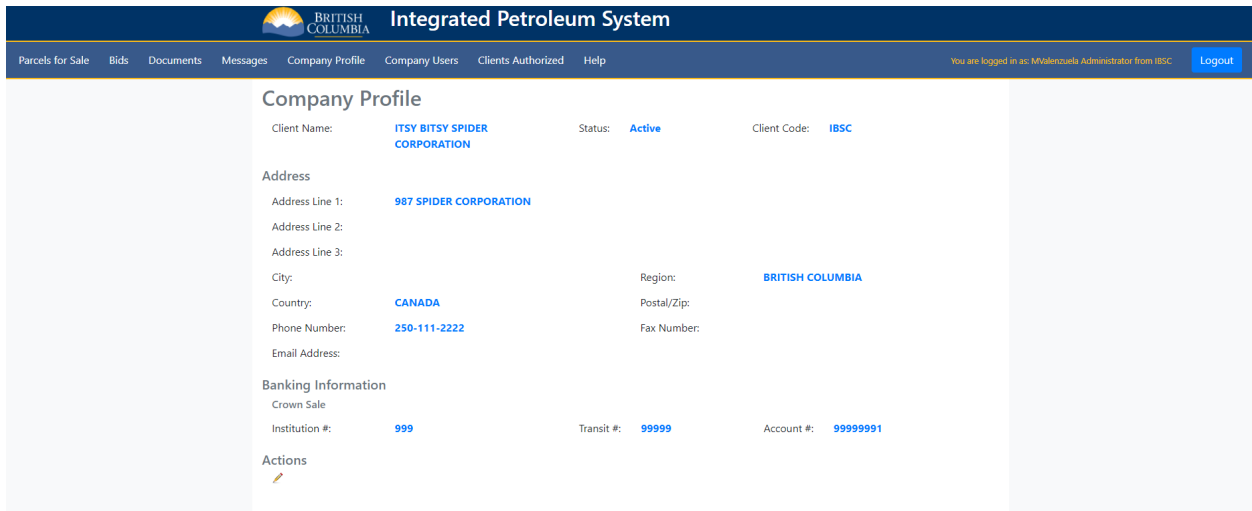 BRITISH
COLUMBIA
Integrated Petroleum System
Parcels for Sale Bids Documents Messages Company Profile Company Users Clients Authorized Help You are logged in as: MValenzuela Administrator from IBSC Logout
Company Profile
Client Name: ITSY BITSY SPIDER Status: Active Client Code: IBSC
CORPORATION
Address
Address Line 1: 987 SPIDER CORPORATION
Address Line 2:
Address Line 3:
City: Region: BRITISH COLUMBIA
Country: CANADA Postal/Zip:
Phone Number: 250-111-2222 Fax Number:
Email Address:
Banking Information
Crown Sale
Institution #: 999 Transit #: 99999 Account #: 99999991
Actions